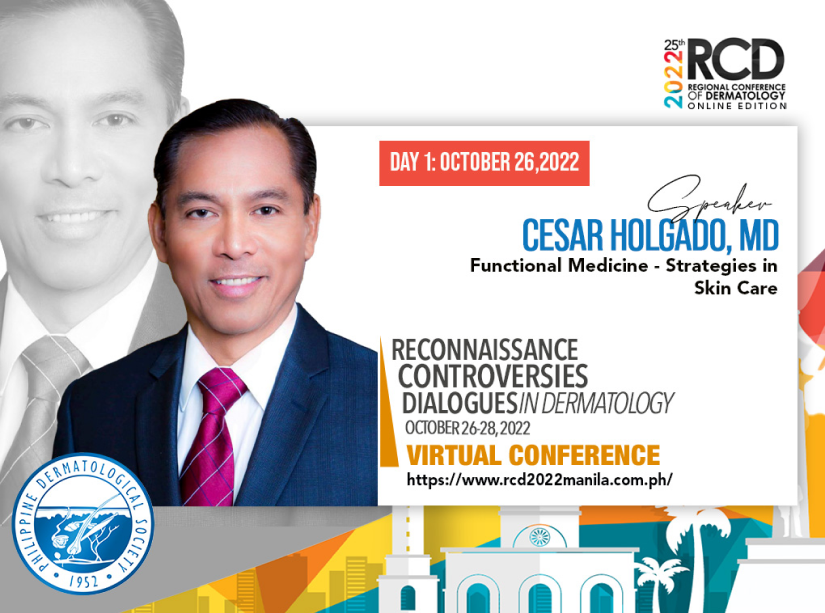 25th
2022
RCD
REGIONAL CONFERENCE
OF DERMATOLOGY
ONLINE EDITION
DAY 1: OCTOBER 26,2022
Speaker
CESAR HOLGADO, MD
Functional Medicine - Strategies in
Skin Care
RECONNAISSANCE
CONTROVERSIES
DIALOGUES IN DERMATOLOGY
OCTOBER 26-28, 2022
VIRTUAL CONFERENCE
https://www.rcd2022manila.com.ph/
PHILIPPINE DERMATOLOGICAL SOCIETY
• 1952 •